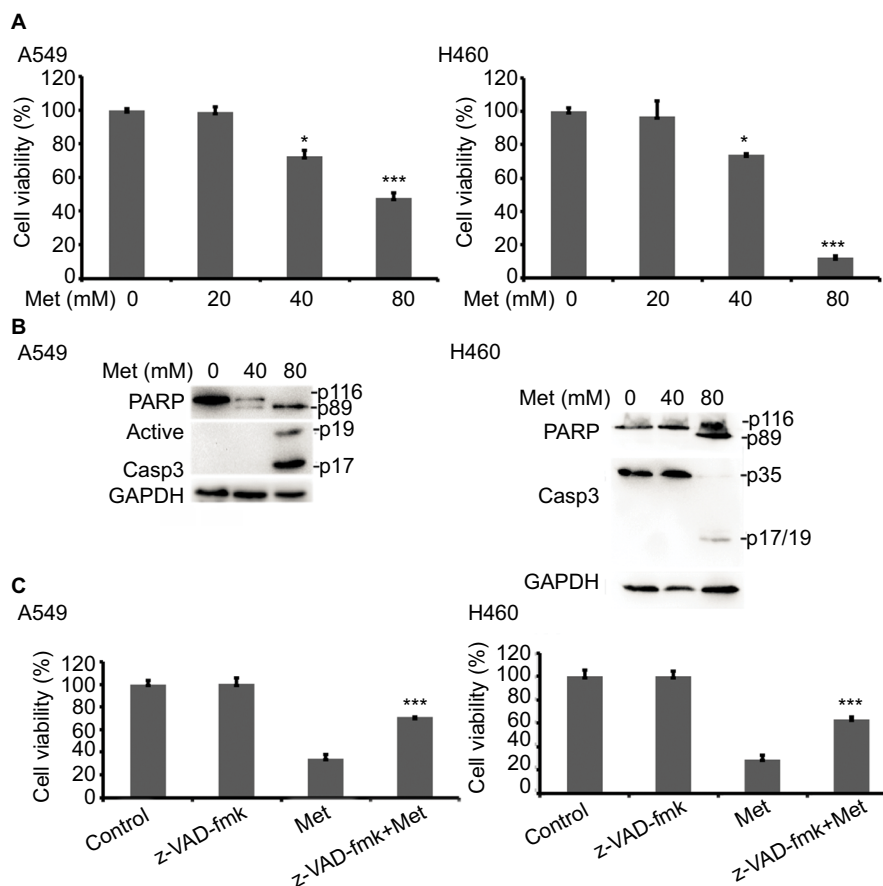 A
A549
H460
120
100
80
60
40
20
0
Cell viability (%)
*
***
Met (mM) 0 20 40 80
120
100
80
60
40
20
0
Cell viability (%)
*
***
Met (mM) 0 20 40 80
B
A549
H460
Met (mM) 0 40 80
PARP
-p116
-p89
Active
Casp3
-p19
-p17
GAPDH
Met (mM) 0 40 80
PARP
-p116
-p89
Casp3
-p35
-p17/19
GAPDH
C
A549
H460
120
100
80
60
40
20
0
Cell viability (%)
***
Control
z-VAD-fmk
Met
z-VAD-fmk+Met
120
100
80
60
40
20
0
Cell viability (%)
***
Control
z-VAD-fmk
Met
z-VAD-fmk+Met